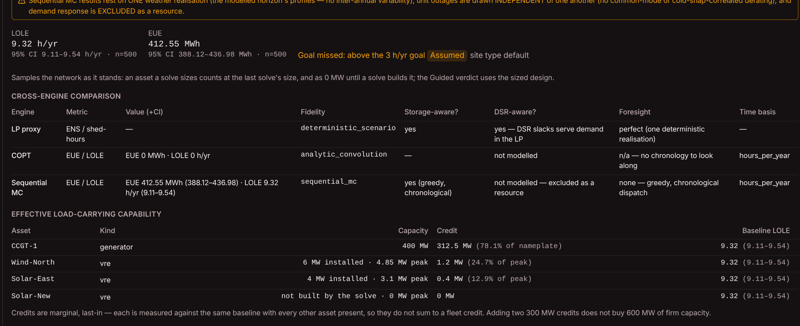 Sequential MC results rest on ONE weather realisation (the modelled horizon's profiles — no inter-annual variability), unit outages are drawn INDEPENDENT of one another (no common-mode or cold-snap-correlated derating), and
demand response is EXCLUDED as a resource.
LOLE EUE
9.32 h/yr 412.55 MWh
95% CI 9.11–9.54 h/yr · n=500 95% CI 388.12–436.98 MWh · n=500 Goal missed: above the 3 h/yr goal Assumed site type default
Samples the network as it stands: an asset a solve sizes counts at the last solve's size, and as 0 MW until a solve builds it; the Guided verdict uses the sized design.
CROSS-ENGINE COMPARISON
Engine Metric Value (+CI) Fidelity Storage-aware? DSR-aware? Foresight Time basis
LP proxy ENS / shed- — deterministic_scenario yes yes — DSR slacks serve demand perfect (one deterministic —
hours in the LP realisation)
COPT EUE / LOLE EUE 0 MWh · LOLE 0 h/yr analytic_convolution — not modelled n/a — no chronology to look hours_per_year
along
Sequential EUE / LOLE EUE 412.55 MWh (388.12–436.98) · LOLE 9.32 sequential_mc yes (greedy, not modelled — excluded as a none — greedy, chronological hours_per_year
MC h/yr (9.11–9.54) chronological) resource dispatch
EFFECTIVE LOAD-CARRYING CAPABILITY
Asset Kind Capacity Credit Baseline LOLE
CCGT-1 generator 400 MW 312.5 MW (78.1% of nameplate) 9.32 (9.11–9.54)
Wind-North vre 6 MW installed · 4.85 MW peak 1.2 MW (24.7% of peak) 9.32 (9.11–9.54)
Solar-East vre 4 MW installed · 3.1 MW peak 0.4 MW (12.9% of peak) 9.32 (9.11–9.54)
Solar-New vre not built by the solve · 0 MW peak 0 MW 9.32 (9.11–9.54)
Credits are marginal, last-in — each is measured against the same baseline with every other asset present, so they do not sum to a fleet credit. Adding two 300 MW credits does not buy 600 MW of firm capacity.